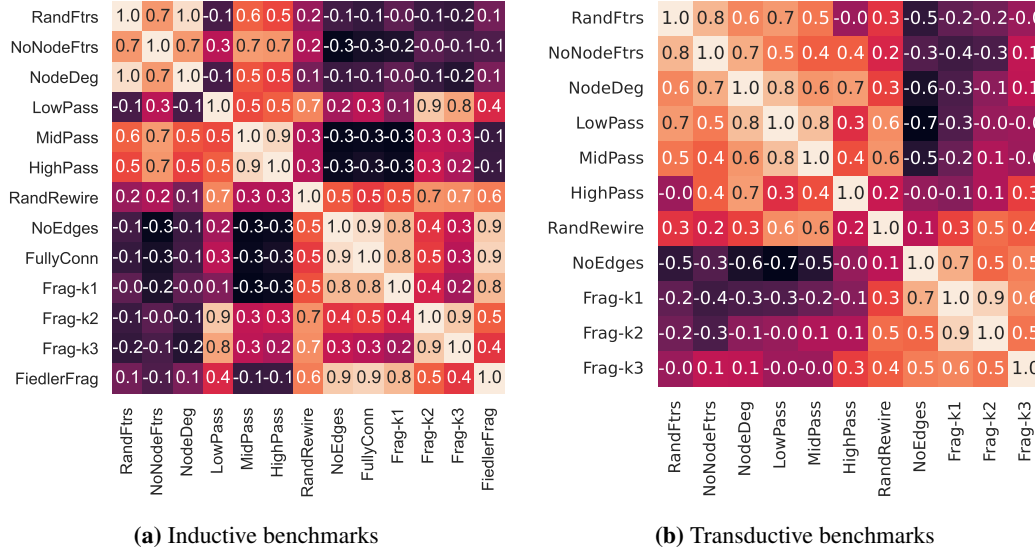 RandFtrs 1.0 0.7 1.0 -0.1 0.6 0.5 0.2 -0.1 -0.1 -0.0 -0.1 -0.2 0.1
NoNodeFtrs 0.7 1.0 0.7 0.3 0.7 0.7 0.2 -0.3 -0.3 -0.2 -0.0 -0.1 -0.1
NodeDeg 1.0 0.7 1.0 -0.1 0.5 0.5 0.1 -0.1 -0.1 -0.0 -0.1 -0.2 0.1
LowPass -0.1 0.3 -0.1 1.0 0.5 0.5 0.7 0.2 0.3 0.1 0.9 0.8 0.4
MidPass 0.6 0.7 0.5 0.5 1.0 0.9 0.3 -0.3 -0.3 -0.3 0.3 0.3 -0.1
HighPass 0.5 0.7 0.5 0.5 0.9 1.0 0.3 -0.3 -0.3 -0.3 0.3 0.2 -0.1
RandRewire 0.2 0.2 0.1 0.7 0.3 0.3 1.0 0.5 0.5 0.5 0.7 0.7 0.6
NoEdges -0.1 -0.3 -0.1 0.2 -0.3 -0.3 0.5 1.0 0.9 0.8 0.4 0.3 0.9
FullyConn -0.1 -0.3 -0.1 0.3 -0.3 -0.3 0.5 0.9 1.0 0.8 0.5 0.3 0.9
Frag-k1 -0.0 -0.2 -0.0 0.1 -0.3 -0.3 0.5 0.8 0.8 1.0 0.4 0.2 0.8
Frag-k2 -0.1 -0.0 -0.1 0.9 0.3 0.3 0.7 0.4 0.5 0.4 1.0 0.9 0.5
Frag-k3 -0.2 -0.1 -0.2 0.8 0.3 0.2 0.7 0.3 0.3 0.2 0.9 1.0 0.4
FiedlerFrag 0.1 -0.1 0.1 0.4 -0.1 -0.1 0.6 0.9 0.9 0.8 0.5 0.4 1.0
RandFtrs NoNodeFtrs NodeDeg LowPass MidPass HighPass RandRewire NoEdges FullyConn Frag-k1 Frag-k2 Frag-k3 FiedlerFrag
(a) Inductive benchmarks
RandFtrs 1.0 0.8 0.6 0.7 0.5 -0.0 0.3 -0.5 -0.2 -0.2 -0.0
NoNodeFtrs 0.8 1.0 0.7 0.5 0.4 0.4 0.2 -0.3 -0.4 -0.3 0.1
NodeDeg 0.6 0.7 1.0 0.8 0.6 0.7 0.3 -0.6 -0.3 -0.1 0.1
LowPass 0.7 0.5 0.8 1.0 0.8 0.3 0.6 -0.7 -0.3 -0.0 -0.0
MidPass 0.5 0.4 0.6 0.8 1.0 0.4 0.6 -0.5 -0.2 0.1 -0.0
HighPass -0.0 0.4 0.7 0.3 0.4 1.0 0.2 -0.0 -0.1 0.1 0.3
RandRewire 0.3 0.2 0.3 0.6 0.6 0.2 1.0 0.1 0.3 0.5 0.4
NoEdges -0.5 -0.3 -0.6 -0.7 -0.5 -0.0 0.1 1.0 0.7 0.5 0.5
Frag-k1 -0.2 -0.4 -0.3 -0.3 -0.2 -0.1 0.3 0.7 1.0 0.9 0.6
Frag-k2 -0.2 -0.3 -0.1 -0.0 0.1 0.1 0.5 0.5 0.9 1.0 0.5
Frag-k3 -0.0 0.1 0.1 -0.0 -0.0 0.3 0.4 0.5 0.6 0.5 1.0
RandFtrs NoNodeFtrs NodeDeg LowPass MidPass HighPass RandRewire NoEdges Frag-k1 Frag-k2 Frag-k3
(b) Transductive benchmarks